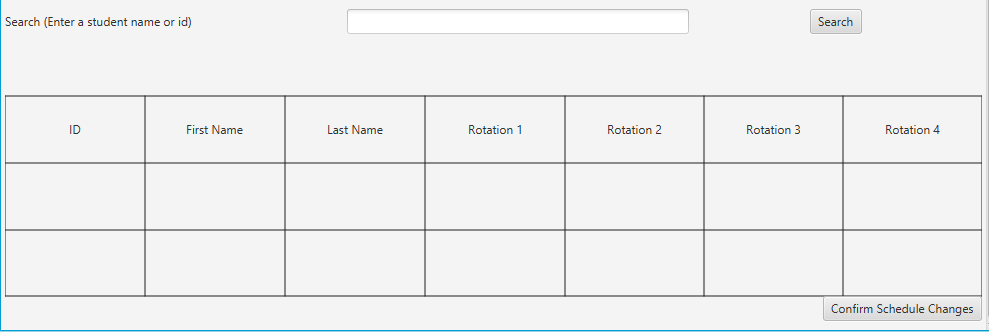 Search (Enter a student name or id) Search
ID First Name Last Name Rotation 1 Rotation 2 Rotation 3 Rotation 4
Confirm Schedule Changes